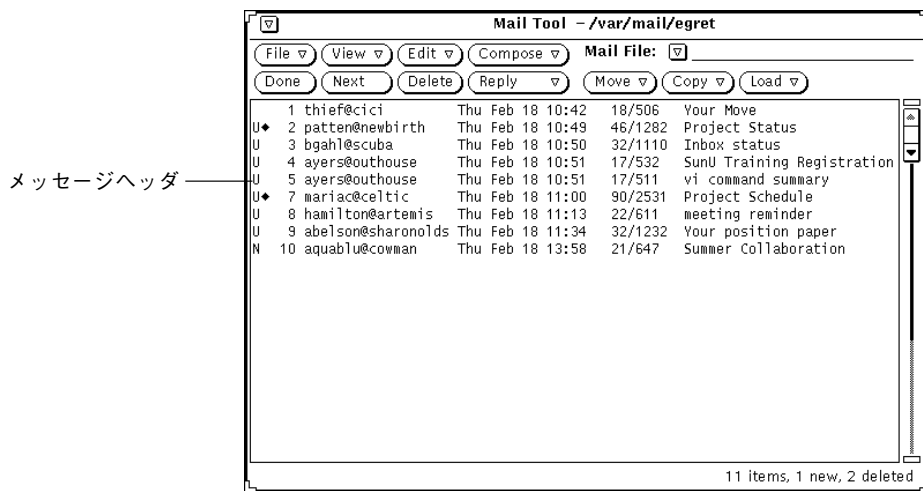 Mail Tool – /var/mail/egret
File View Edit Compose Mail File:
Done Next Delete Reply Move Copy Load
1 thief@cici Thu Feb 18 10:42 18/506 Your Move
U◆ 2 patten@newbirth Thu Feb 18 10:49 46/1282 Project Status
U 3 bgahl@scuba Thu Feb 18 10:50 32/1110 Inbox status
U 4 ayers@outhouse Thu Feb 18 10:51 17/532 SunU Training Registration
メッセージヘッダ
U 5 ayers@outhouse Thu Feb 18 10:51 17/511 vi command summary
U◆ 7 mariac@celtic Thu Feb 18 11:00 90/2531 Project Schedule
U 8 hamilton@artemis Thu Feb 18 11:13 22/611 meeting reminder
U 9 abelson@sharonolds Thu Feb 18 11:34 32/1232 Your position paper
N 10 aquablu@cowman Thu Feb 18 13:58 21/647 Summer Collaboration
11 items, 1 new, 2 deleted